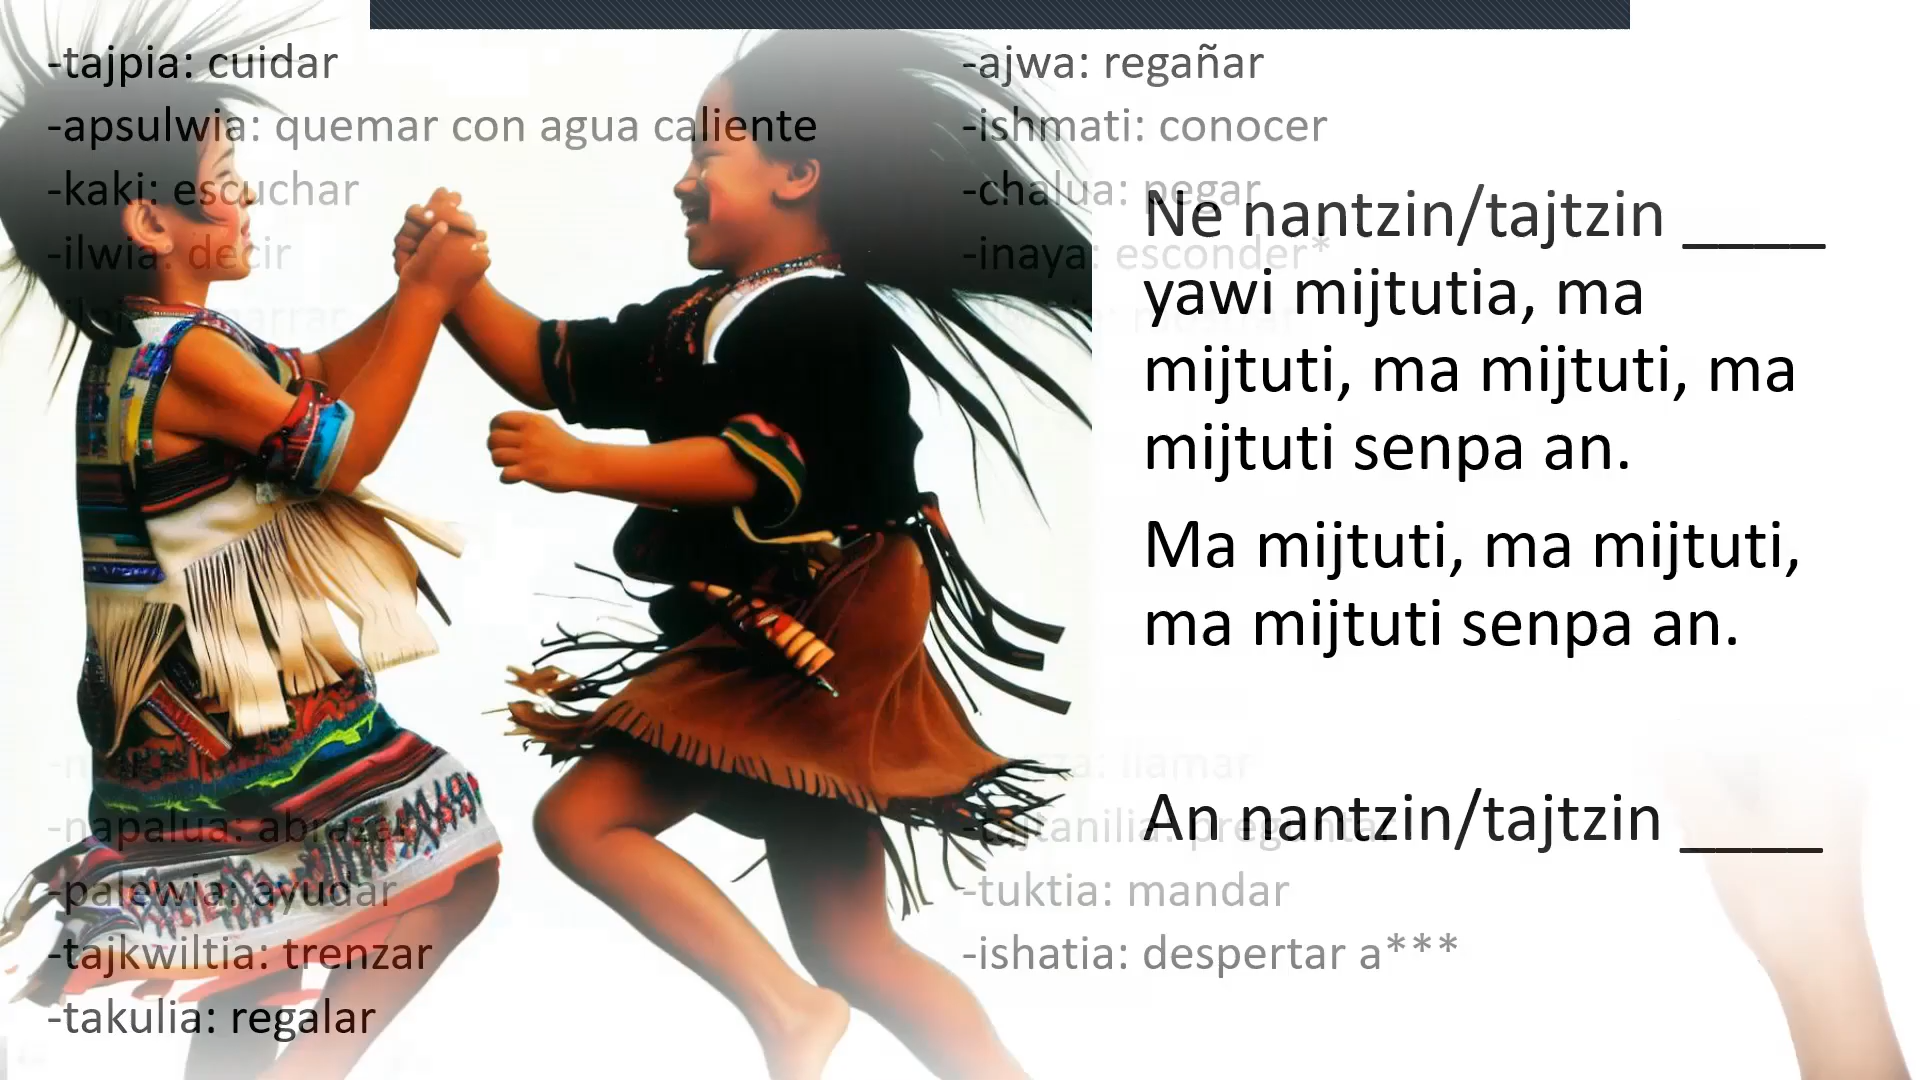 -tajpia: cuidar
-apsulwia: quemar con agua caliente
-kaki: escuchar
-ilwia: decir
-napalua: abrazar
-palewia: ayudar
-tajkwiltia: trenzar
-takulia: regalar
-ajwa: regañar
-ishmati: conocer
-chalua: pegar
-inaya: esconder*
llamar
-tajtanilia: preguntar
-tuktia: mandar
-ishatia: despertar a***
Ne nantzin/tajtzin ____
yawi mijtutia, ma
mijtuti, ma mijtuti, ma
mijtuti senpa an.
Ma mijtuti, ma mijtuti,
ma mijtuti senpa an.
An nantzin/tajtzin ____